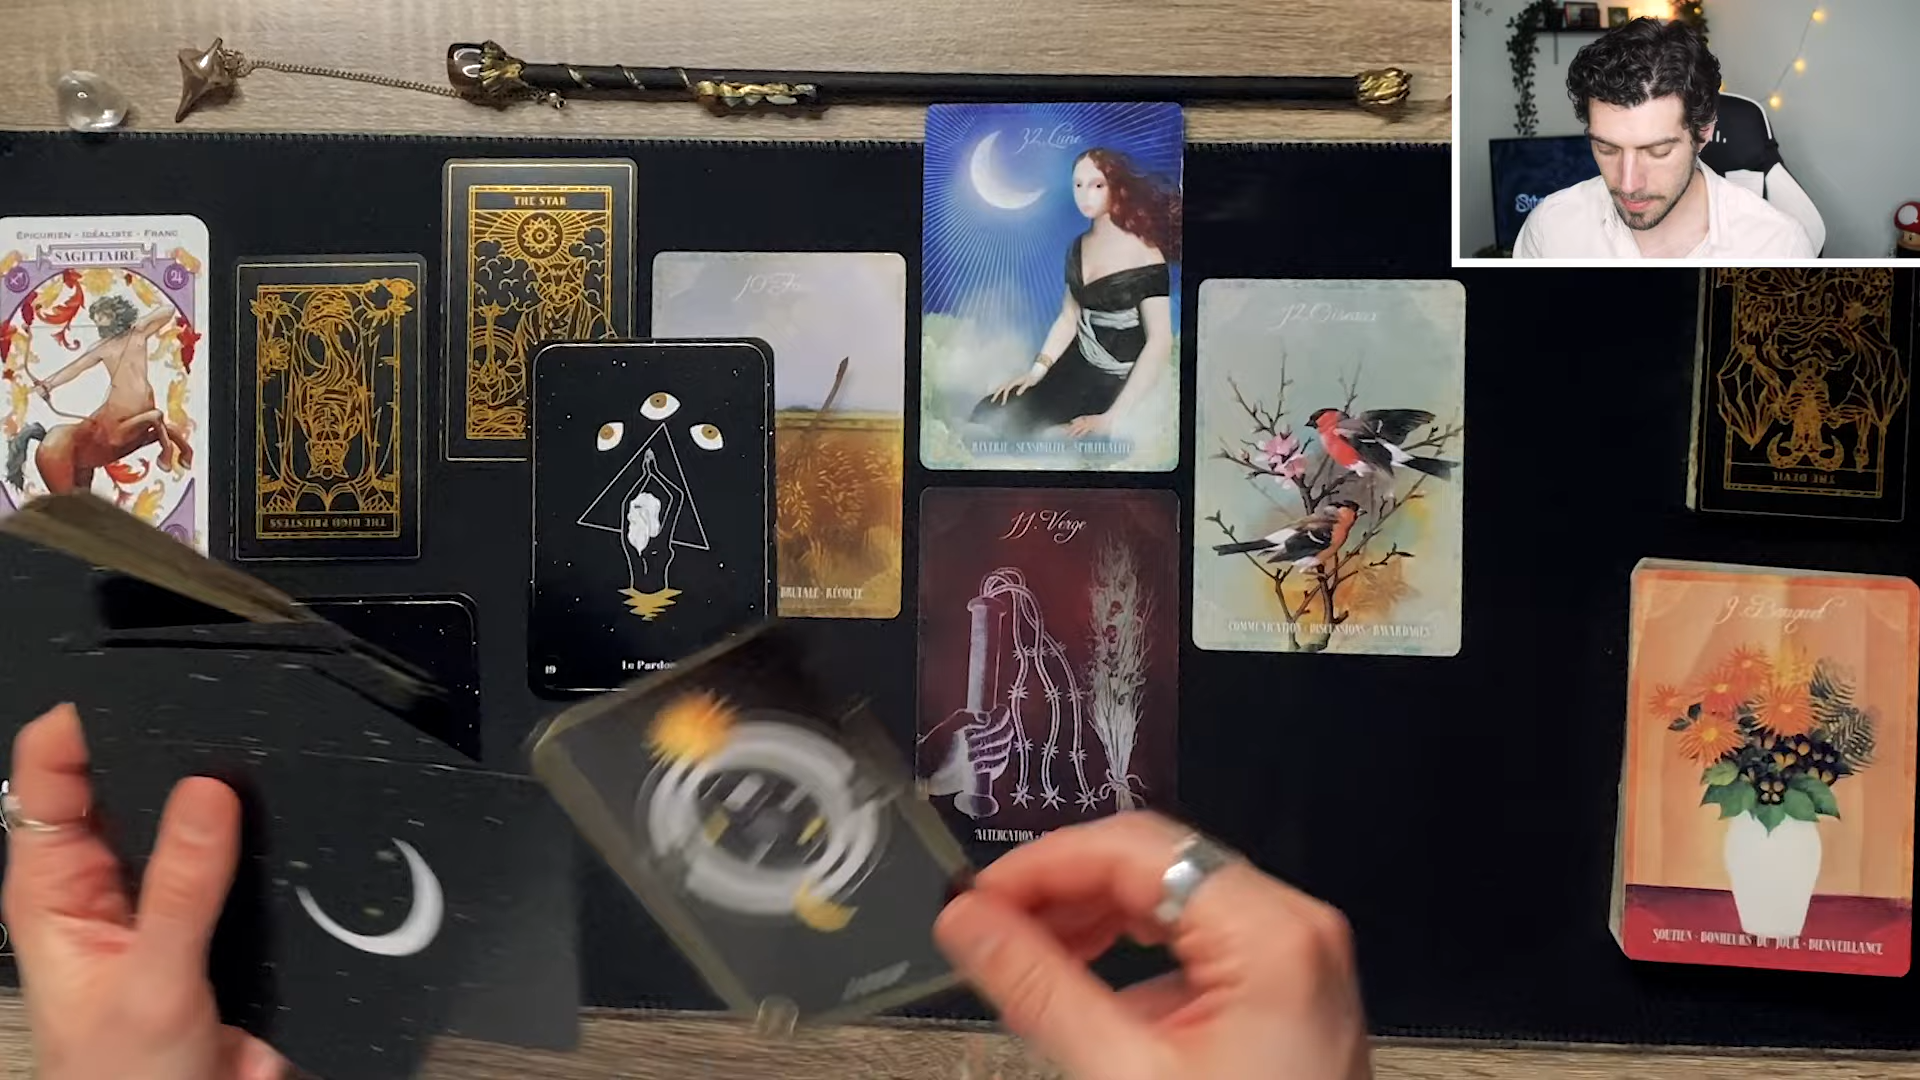 ÉPICURIEN - IDÉALISTE - FRANC
SAGITTAIRE
THE HIGH PRIESTESS
THE STAR
19
Le Pardon
BRUTALE - RÉCOLTE
32. Lune
RÊVERIE - SENSIBILITÉ - SPIRITUALITÉ
11. Verge
ALTERCATION
12. Oiseaux
COMMUNICATION - DISCUSSIONS - BAVARDAGES
THE DEVIL
9. Bouquet
SOUTIEN - BONHEURS DU JOUR - BIENVEILLANCE